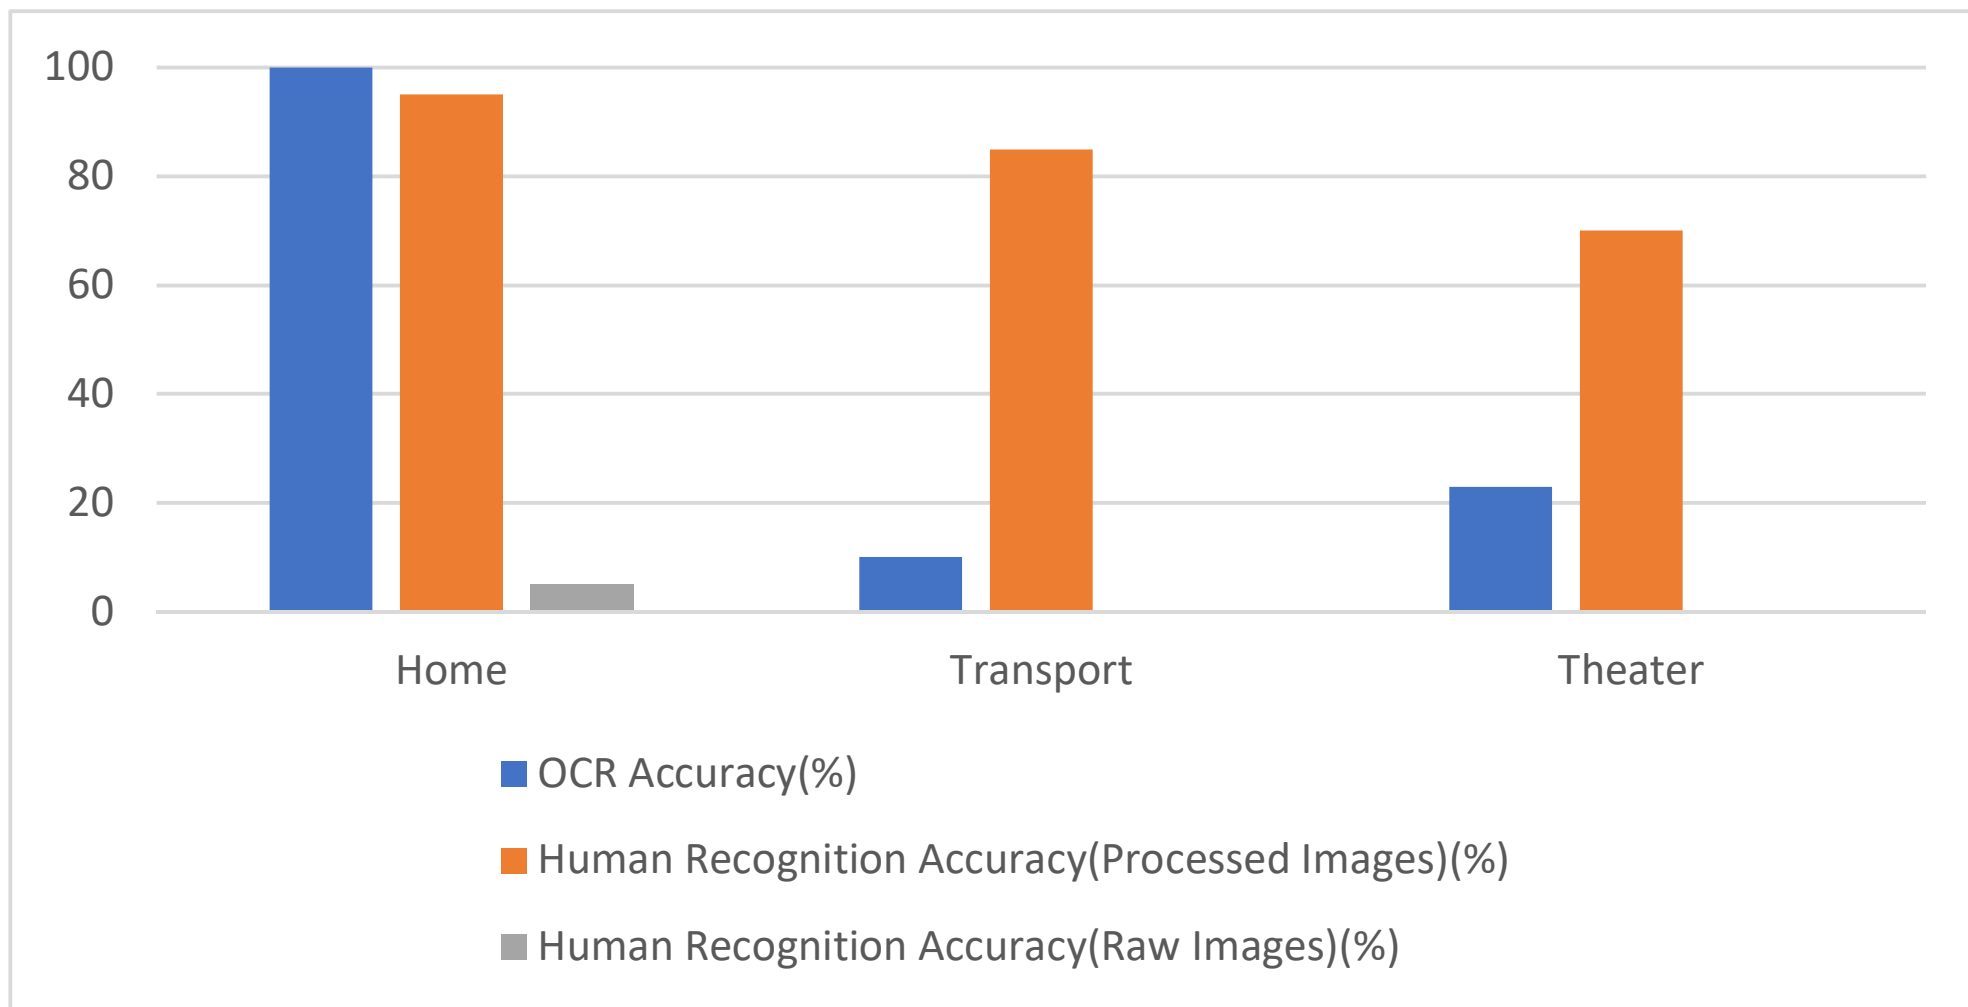 100
80
60
40
20
0
Home Transport Theater
OCR Accuracy(%)
Human Recognition Accuracy(Processed Images)(%)
Human Recognition Accuracy(Raw Images)(%)